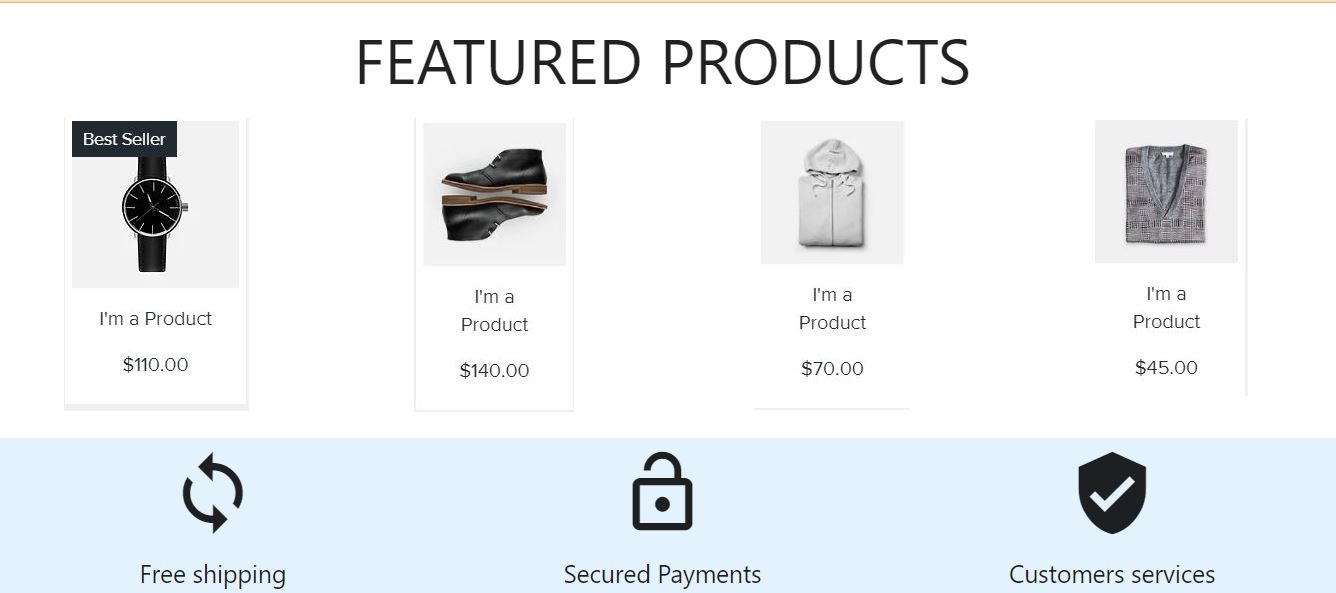 FEATURED PRODUCTS
Best Seller
I'm a Product
$110.00
I'm a
Product
$140.00
I'm a
Product
$70.00
I'm a
Product
$45.00
Free shipping
Secured Payments
Customers services